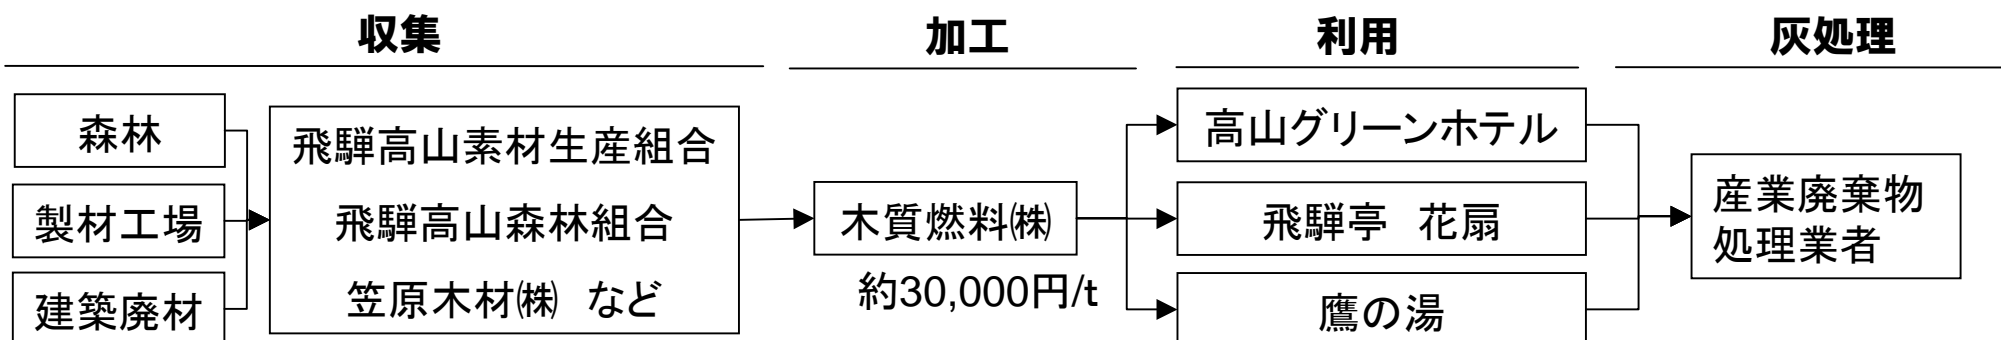 収集
加工
利用
灰処理
森林
製材工場
建築廃材
飛騨高山素材生産組合
飛騨高山森林組合
笠原木材㈱　など
木質燃料㈱
約30,000円/t
高山グリーンホテル
飛騨亭　花扇
鷹の湯
産業廃棄物
処理業者